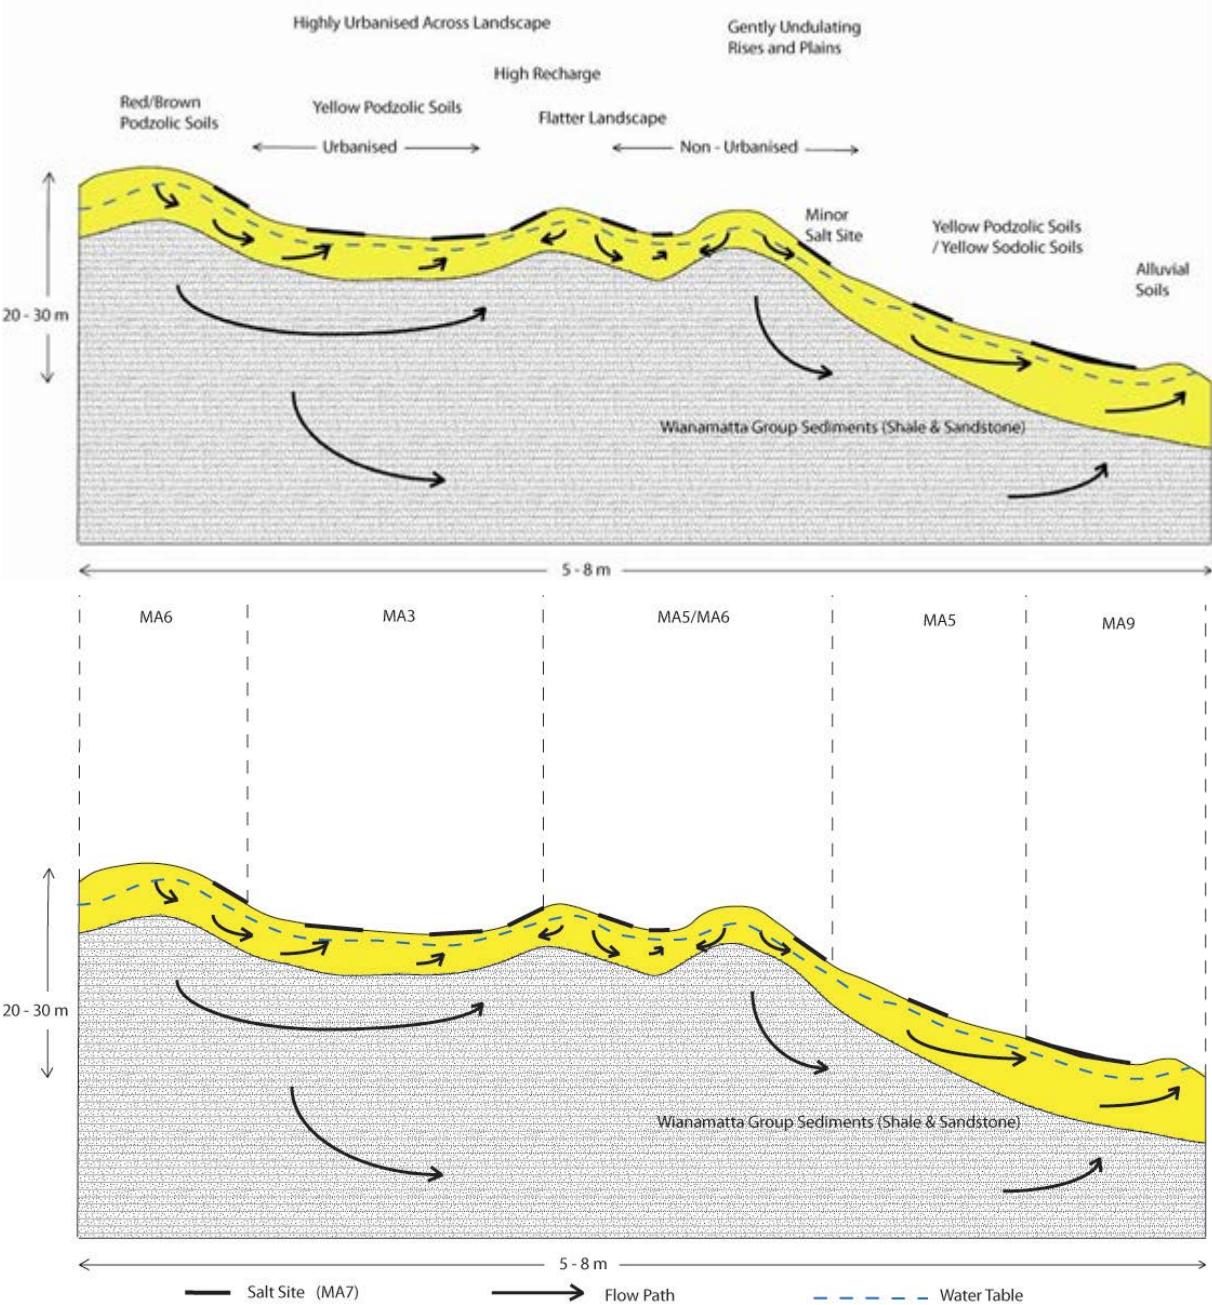 Highly Urbanised Across Landscape
Gently Undulating
Rises and Plains
High Recharge
Red/Brown
Podzolic Soils
Yellow Podzolic Soils
Flatter Landscape
Urbanised
Non - Urbanised
Minor
Salt Site
Yellow Podzolic Soils
/ Yellow Sodolic Soils
Alluvial
Soils
20 - 30 m
Wianamatta Group Sediments (Shale & Sandstone)
5 - 8 m
MA6
MA3
MA5/MA6
MA5
MA9
20 - 30 m
Wianamatta Group Sediments (Shale & Sandstone)
5 - 8 m
Salt Site (MA7)
Flow Path
Water Table